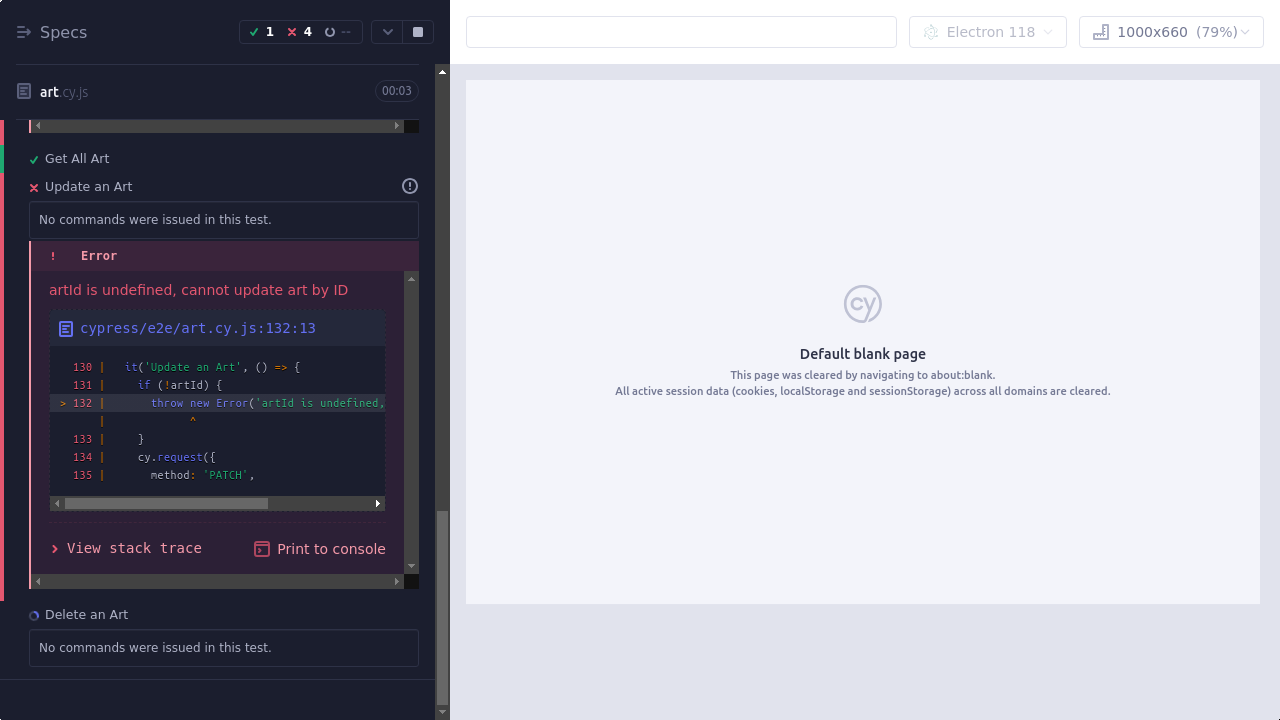 Specs
1
4
--
Electron 118
1000x660 (79%)
art.cy.js
00:03
Get All Art
Update an Art
No commands were issued in this test.
! Error
artId is undefined, cannot update art by ID
cypress/e2e/art.cy.js:132:13
130 | it('Update an Art', () => {
131 | if (!artId) {
> 132 | throw new Error('artId is undefined,
| ^
133 | }
134 | cy.request({
135 | method: 'PATCH',
View stack trace
Print to console
Delete an Art
No commands were issued in this test.
cy
Default blank page
This page was cleared by navigating to about:blank.
All active session data (cookies, localStorage and sessionStorage) across all domains are cleared.